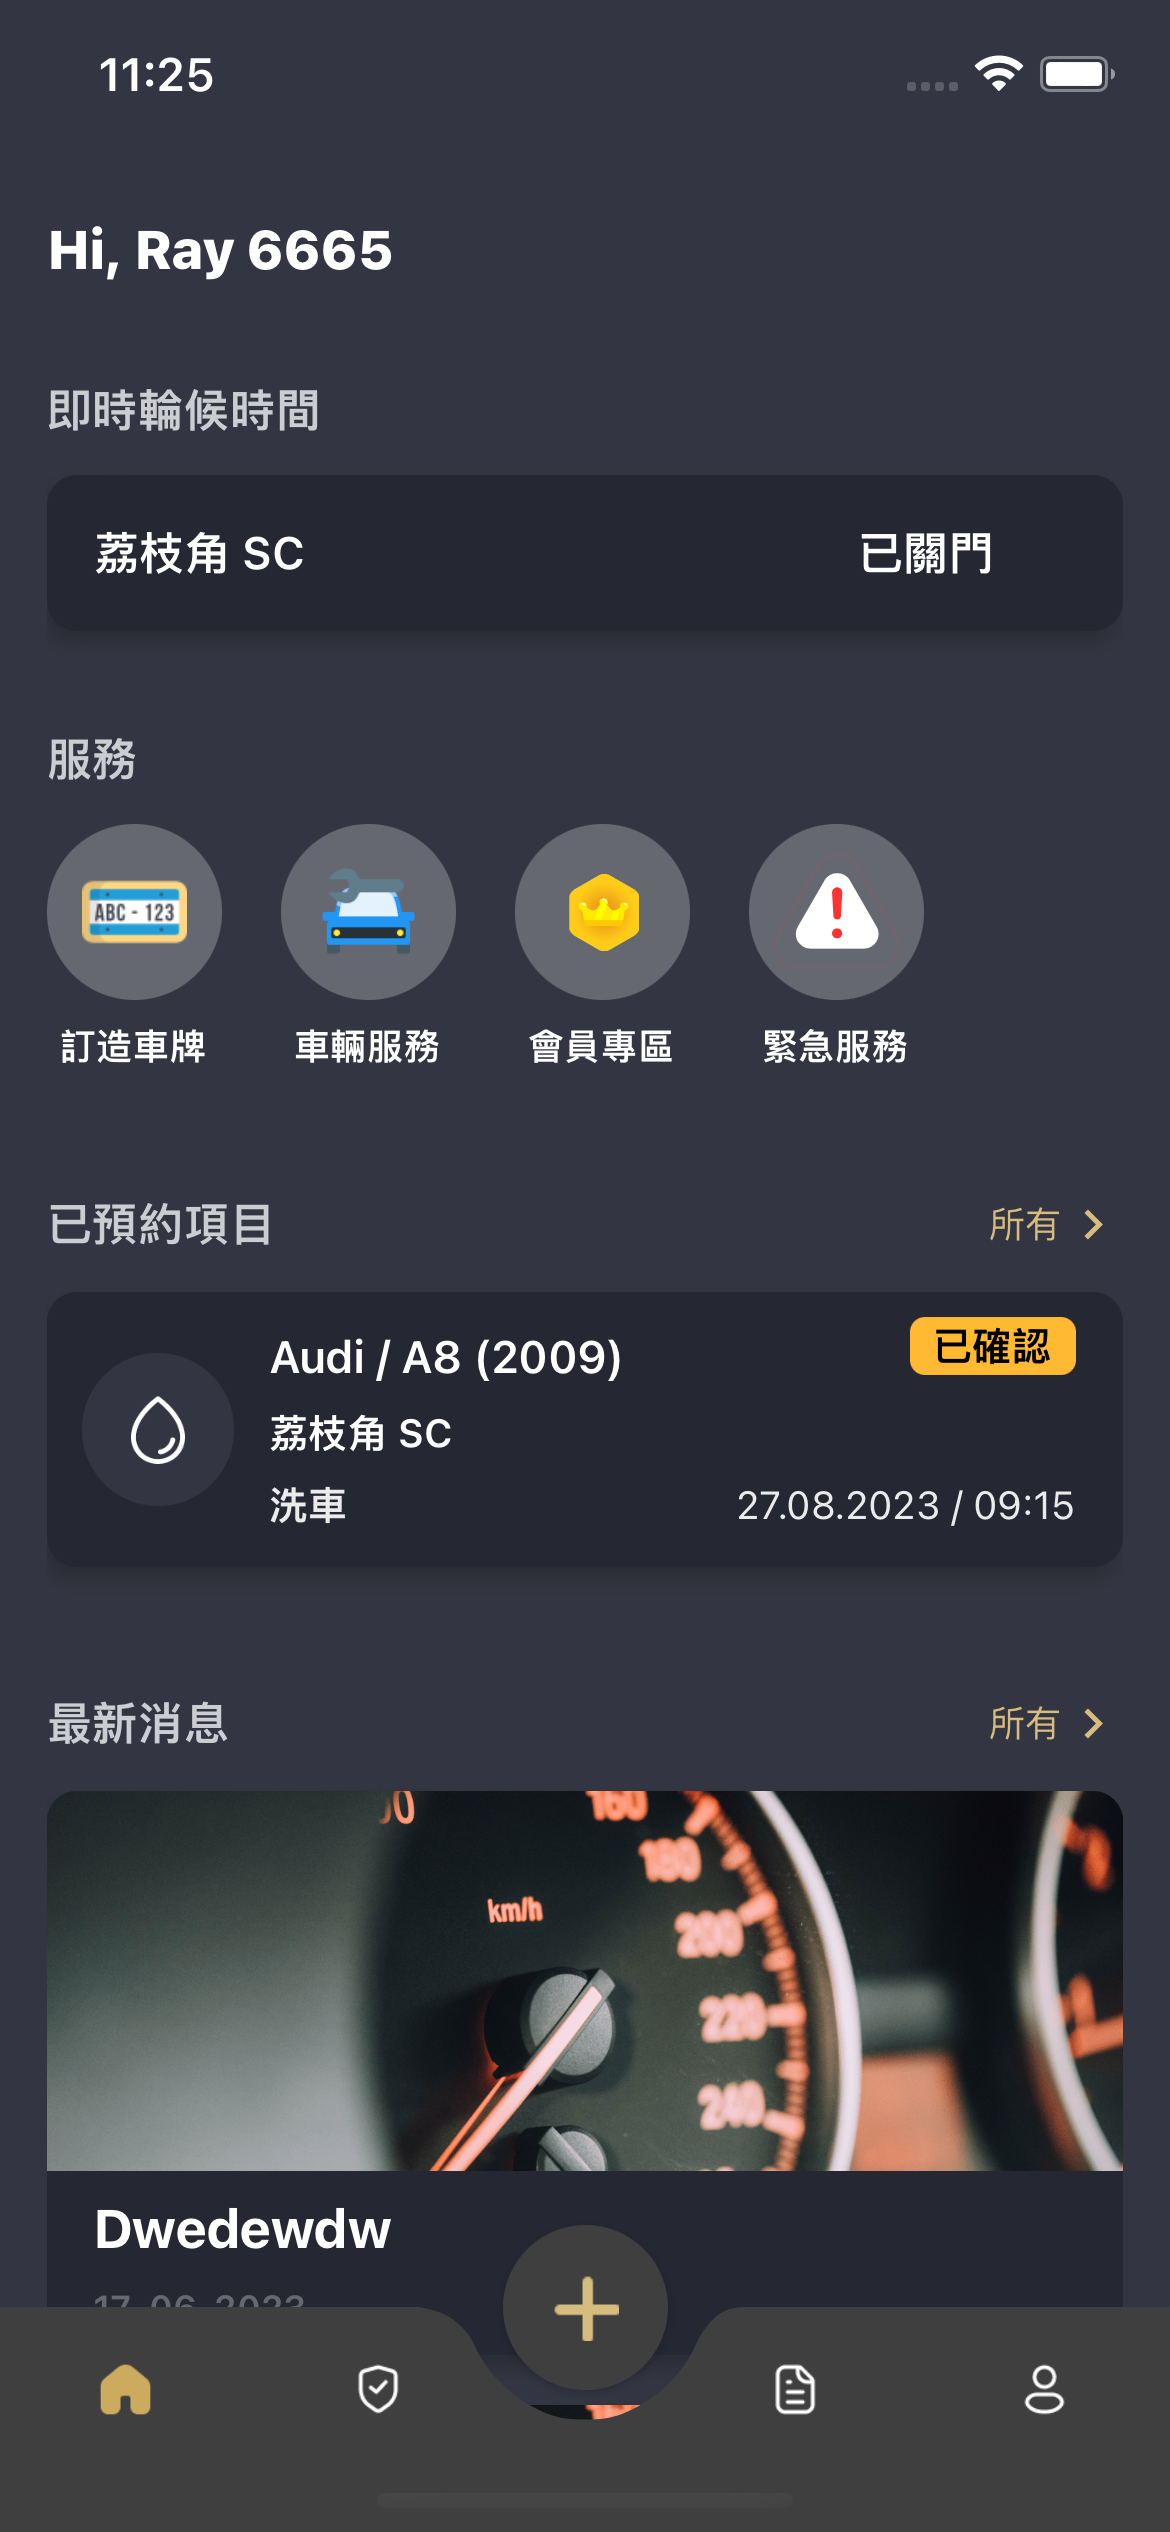 11:25
Hi, Ray 6665
即時輪候時間
荔枝角 SC
已關門
服務
ABC - 123
訂造車牌
車輛服務
會員專區
緊急服務
已預約項目
所有
Audi / A8 (2009)
已確認
荔枝角 SC
洗車
27.08.2023 / 09:15
最新消息
所有
160
180
km/h
200
220
240
Dwedewdw
17-06-2023